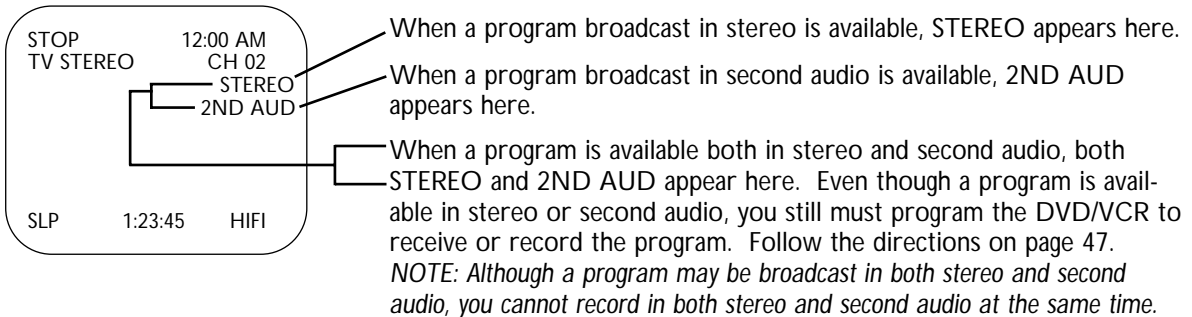 STOP 12:00 AM
TV STEREO CH 02
STEREO
2ND AUD
SLP 1:23:45 HIFI
When a program broadcast in stereo is available, STEREO appears here.
When a program broadcast in second audio is available, 2ND AUD
appears here.
When a program is available both in stereo and second audio, both
STEREO and 2ND AUD appear here. Even though a program is avail-
able in stereo or second audio, you still must program the DVD/VCR to
receive or record the program. Follow the directions on page 47.
NOTE: Although a program may be broadcast in both stereo and second
audio, you cannot record in both stereo and second audio at the same time.